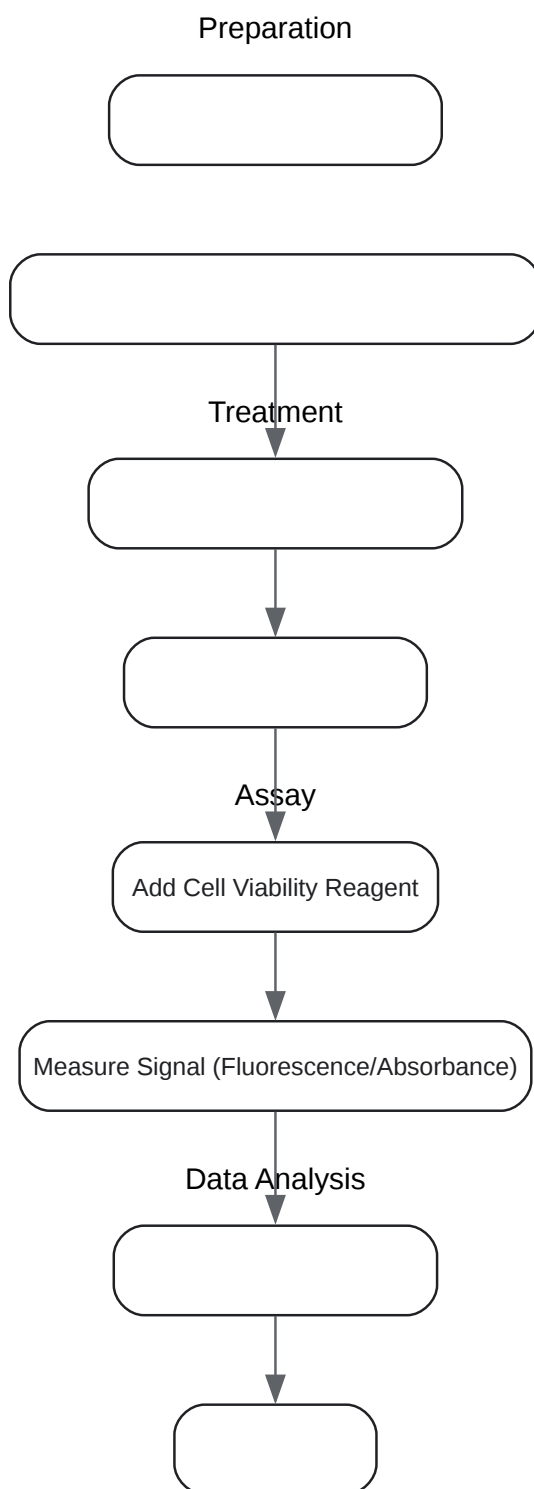 Preparation
Treatment
Assay
Add Cell Viability Reagent
Measure Signal (Fluorescence/Absorbance)
Data Analysis